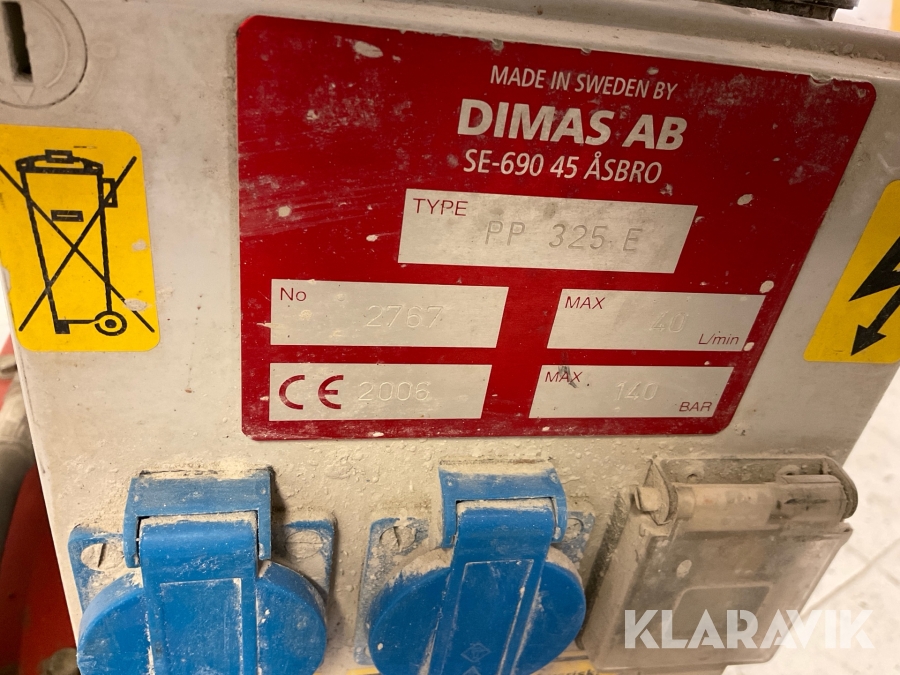 MADE IN SWEDEN BY
DIMAS AB
SE-690 45 ÅSBRO
TYPE
PP 325 E
No
2767
MAX
40
L/min
CE 2006
MAX
140
BAR
KLARAVIK